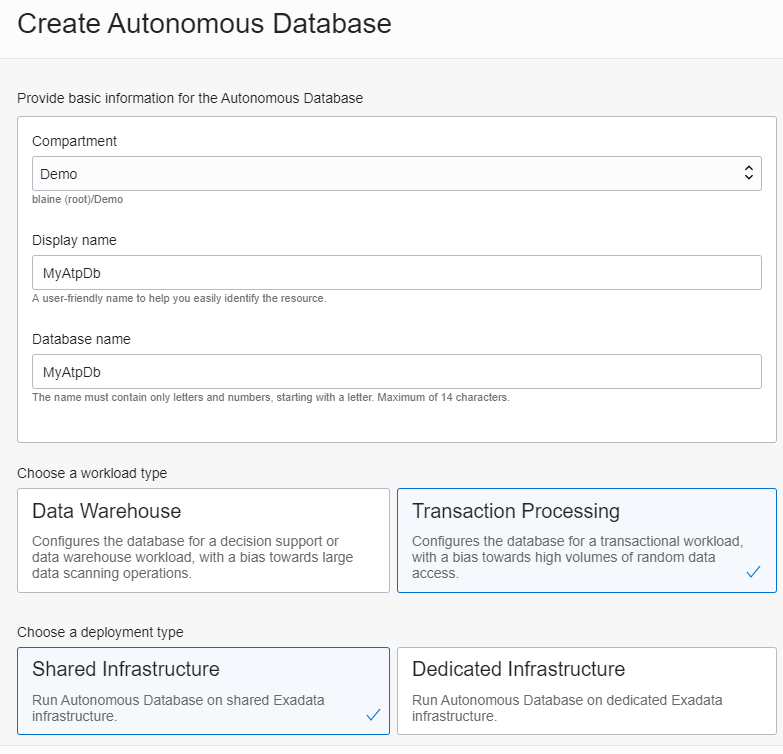 Create Autonomous Database
Provide basic information for the Autonomous Database
Compartment
Demo
blaine (root)/Demo
Display name
MyAtpDb
A user-friendly name to help you easily identify the resource.
Database name
MyAtpDb
The name must contain only letters and numbers, starting with a letter. Maximum of 14 characters.
Choose a workload type
Data Warehouse
Configures the database for a decision support or
data warehouse workload, with a bias towards large
data scanning operations.
Transaction Processing
Configures the database for a transactional workload,
with a bias towards high volumes of random data
access.
Choose a deployment type
Shared Infrastructure
Run Autonomous Database on shared Exadata
infrastructure.
Dedicated Infrastructure
Run Autonomous Database on dedicated Exadata
infrastructure.